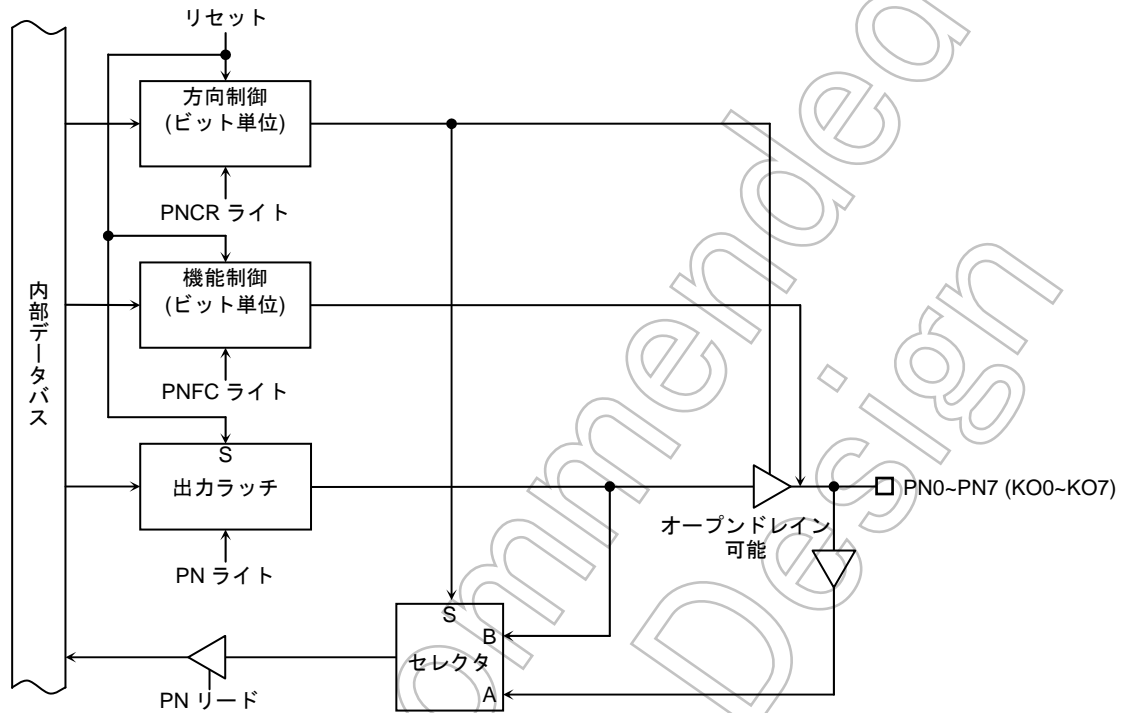 リセット
方向制御
(ビット単位)
PNCR ライト
機能制御
(ビット単位)
PNFC ライト
内部データバス
S
出力ラッチ
PN ライト
PN0~PN7 (KO0~KO7)
オープンドレイン
可能
S
B
セレクタ
A
PN リード
ommended
Design